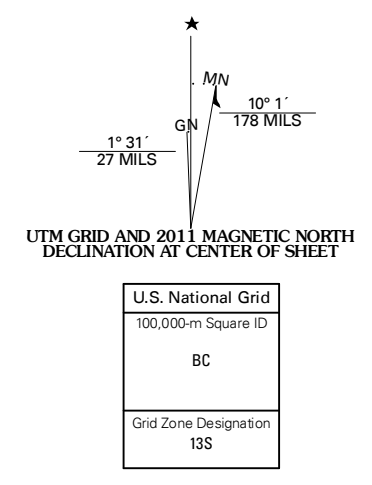 MN
GN
1° 31´
27 MILS
10° 1´
178 MILS
UTM GRID AND 2011 MAGNETIC NORTH
DECLINATION AT CENTER OF SHEET
U.S. National Grid
100,000-m Square ID
BC
Grid Zone Designation
13S